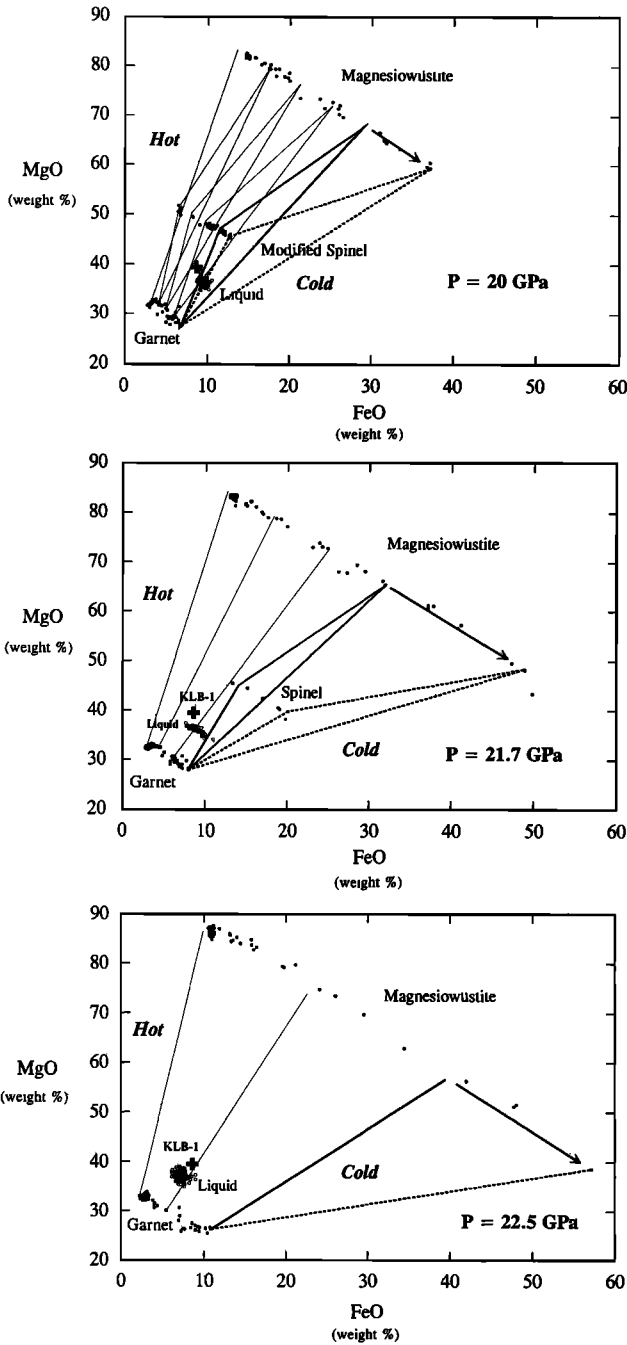 90
80
Magnesiowüstite
70
Hot
MgO
(weight %)
60
50
Modified Spinel
40
Liquid
Cold
P = 20 GPa
30
Garnet
20
0 10 20 30 40 50 60
FeO
(weight %)
90
80
Magnesiowüstite
70
Hot
MgO
(weight %)
60
50
KLB-1
Spinel
40
Liquid
Cold
P = 21.7 GPa
30
Garnet
20
0 10 20 30 40 50 60
FeO
(weight %)
90
80
Magnesiowüstite
70
Hot
MgO
(weight %)
60
50
KLB-1
Cold
40
Liquid
30
Garnet
P = 22.5 GPa
20
0 10 20 30 40 50 60
FeO
(weight %)